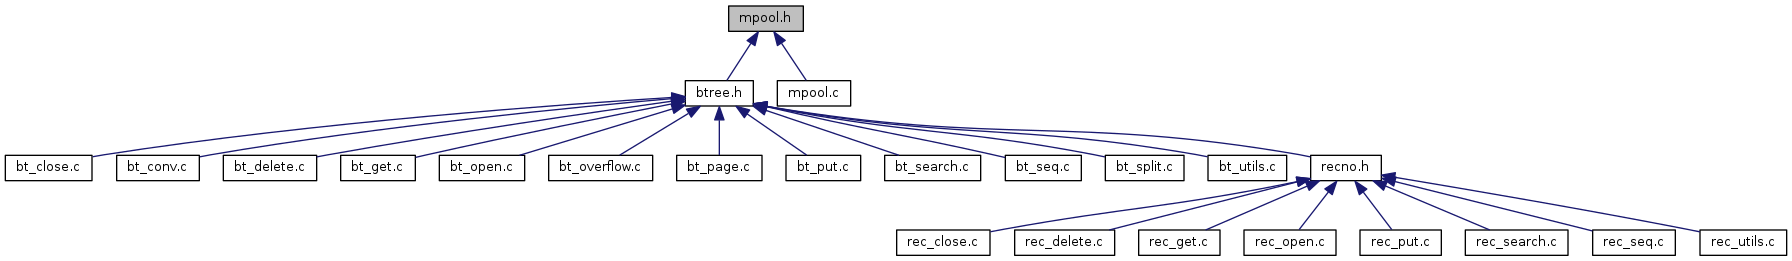 mpool.h
btree.h
mpool.c
bt_close.c
bt_conv.c
bt_delete.c
bt_get.c
bt_open.c
bt_overflow.c
bt_page.c
bt_put.c
bt_search.c
bt_seq.c
bt_split.c
bt_utils.c
recno.h
rec_close.c
rec_delete.c
rec_get.c
rec_open.c
rec_put.c
rec_search.c
rec_seq.c
rec_utils.c